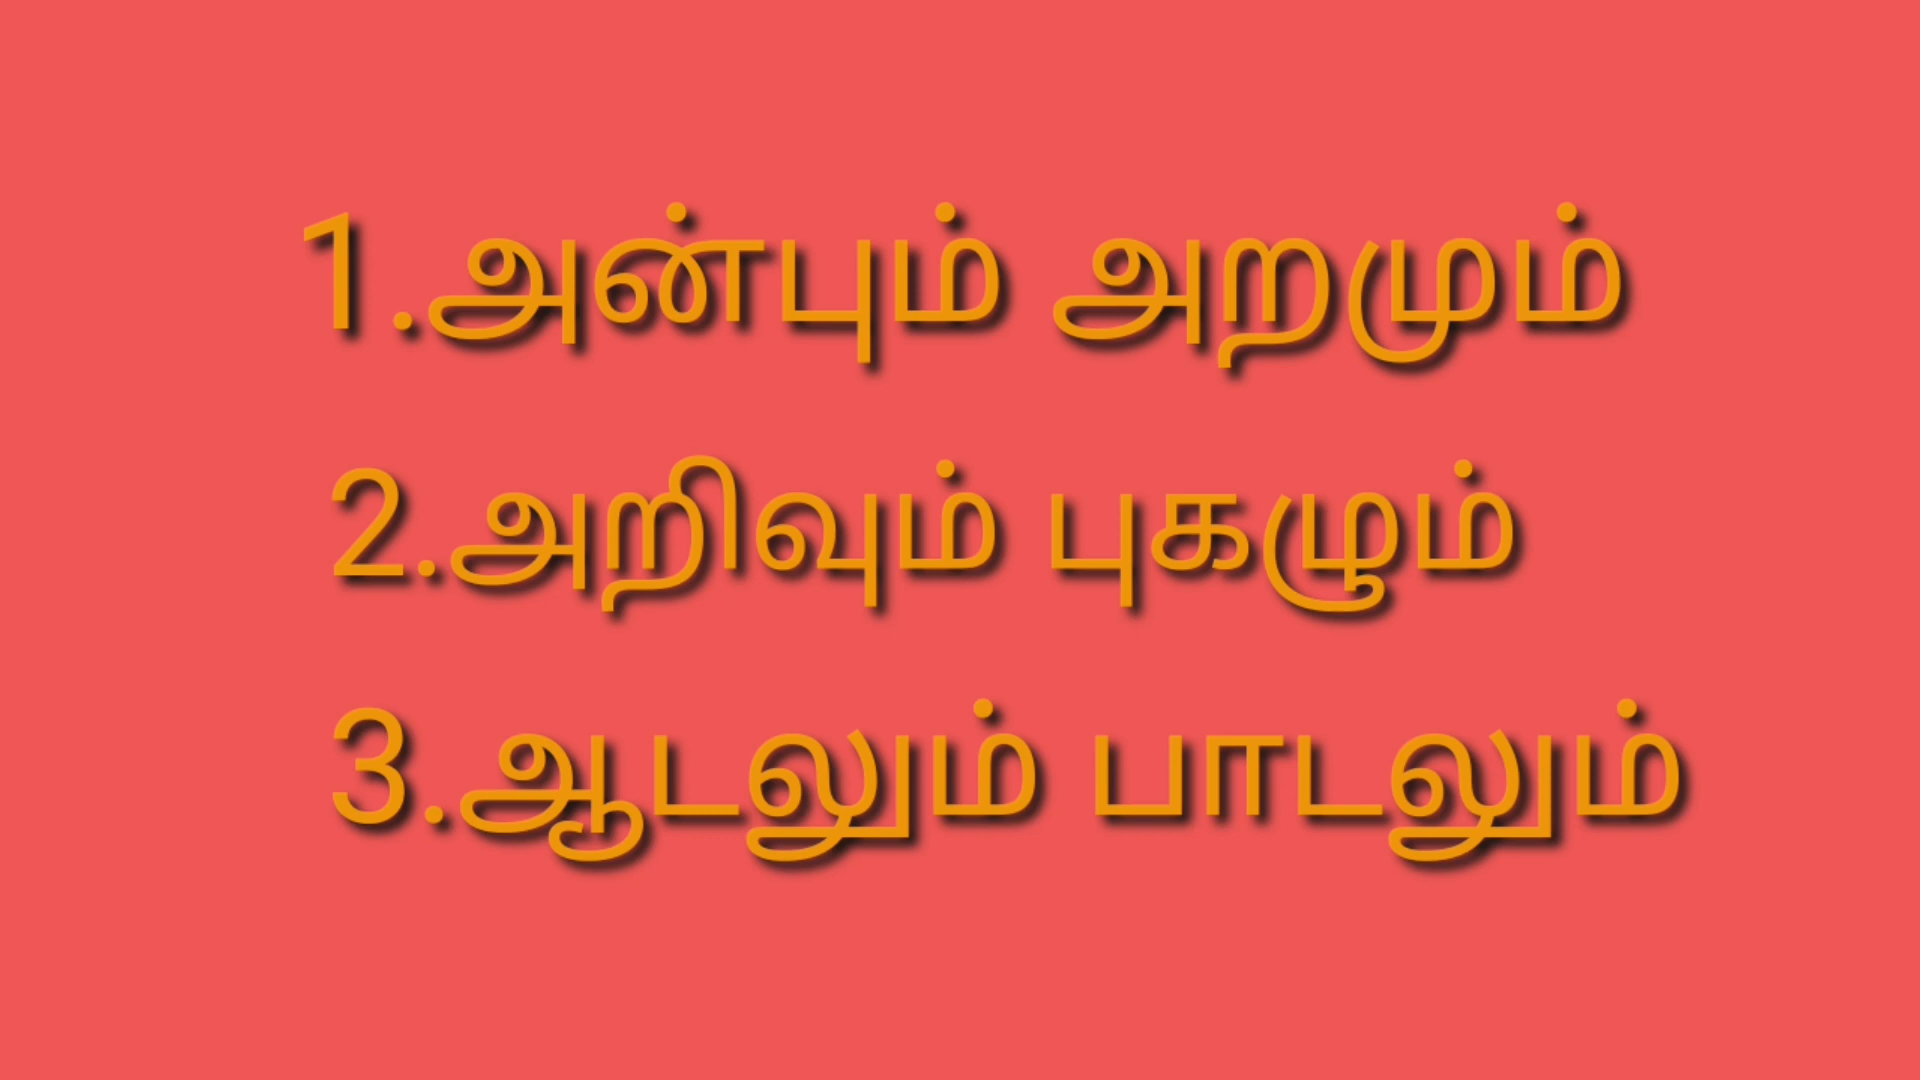 1.அன்பும் அறமும்
2.அறிவும் புகழும்
3.ஆடலும் பாடலும்